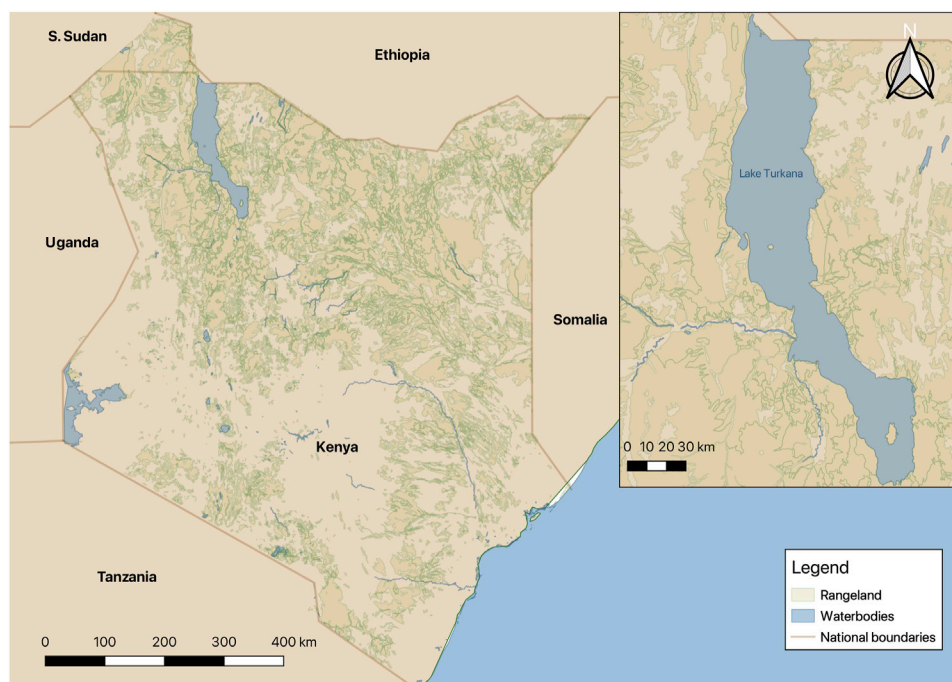 S. Sudan
Ethiopia
Uganda
Somalia
Kenya
Tanzania
0 100 200 300 400 km
N
Lake Turkana
0 10 20 30 km
Legend
Rangeland
Waterbodies
National boundaries